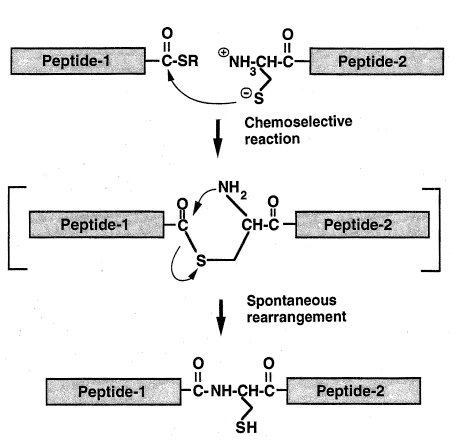 O O
Peptide-1 C-SR ⊕ NH3-CH-C Peptide-2
⊖S
Chemoselective
reaction
NH2
O O
Peptide-1 C CH-C Peptide-2
S
Spontaneous
rearrangement
O O
Peptide-1 C-NH-CH-C Peptide-2
SH